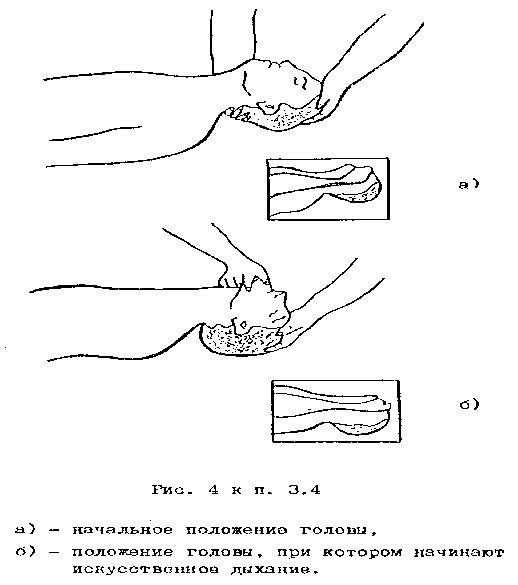 а)
б)
Рис. 4 к п. 3.4
а) – начальное положение головы,
б) – положение головы, при котором начинают
искусственное дыхание.